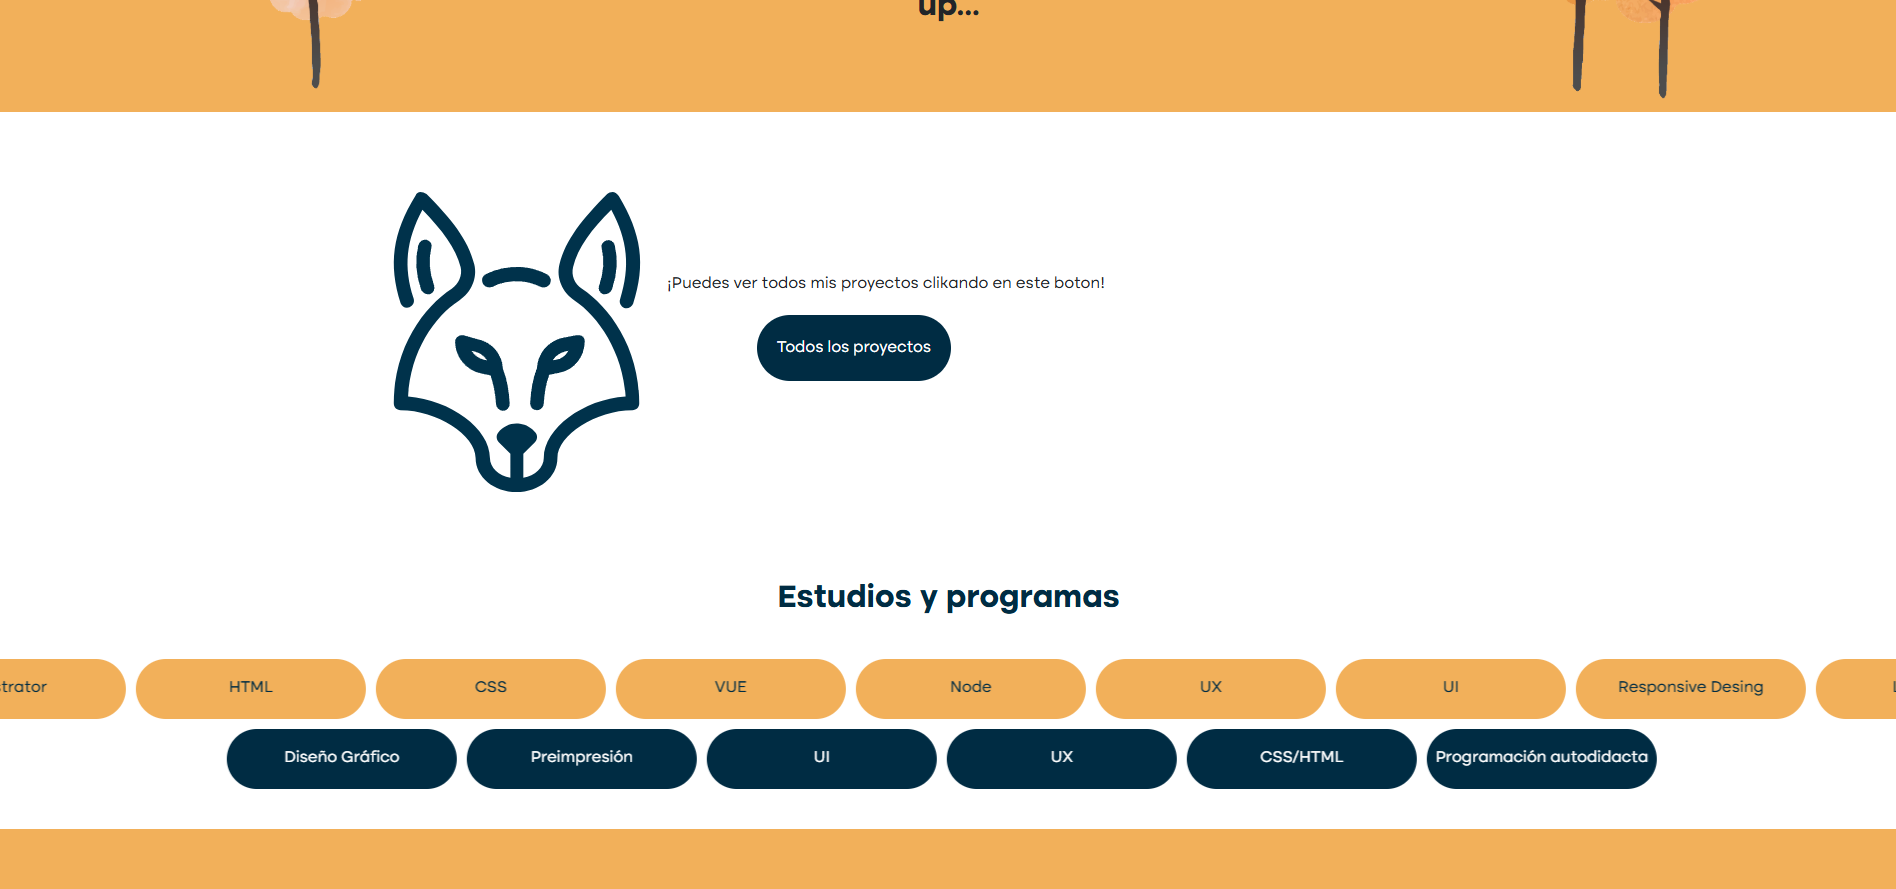 up...
¡Puedes ver todos mis proyectos clikando en este boton!
Todos los proyectos
Estudios y programas
trator HTML CSS VUE Node UX UI Responsive Desing
Diseño Gráfico Preimpresión UI UX CSS/HTML Programación autodidacta